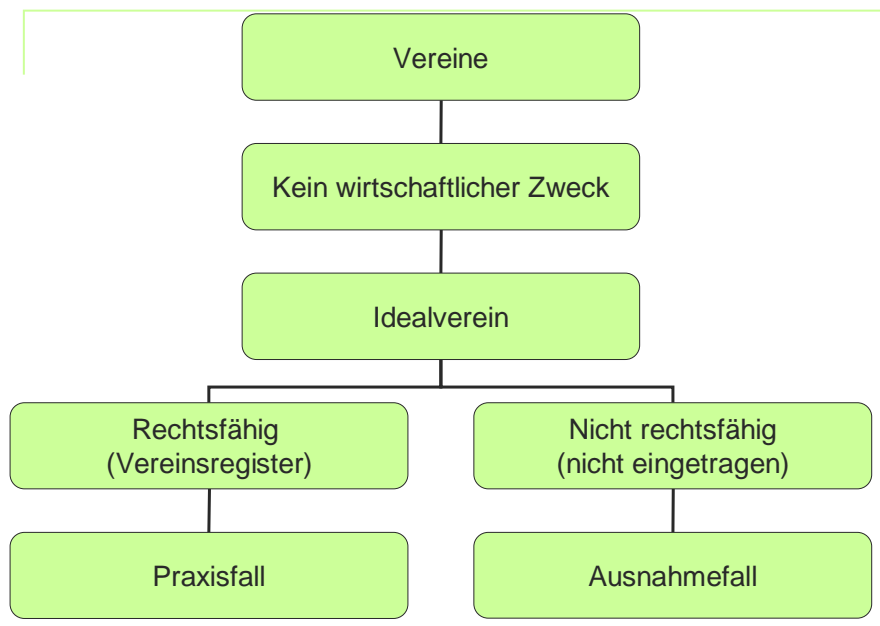 Vereine
Kein wirtschaftlicher Zweck
Idealverein
Rechtsfähig
(Vereinsregister)
Nicht rechtsfähig
(nicht eingetragen)
Praxisfall
Ausnahmefall